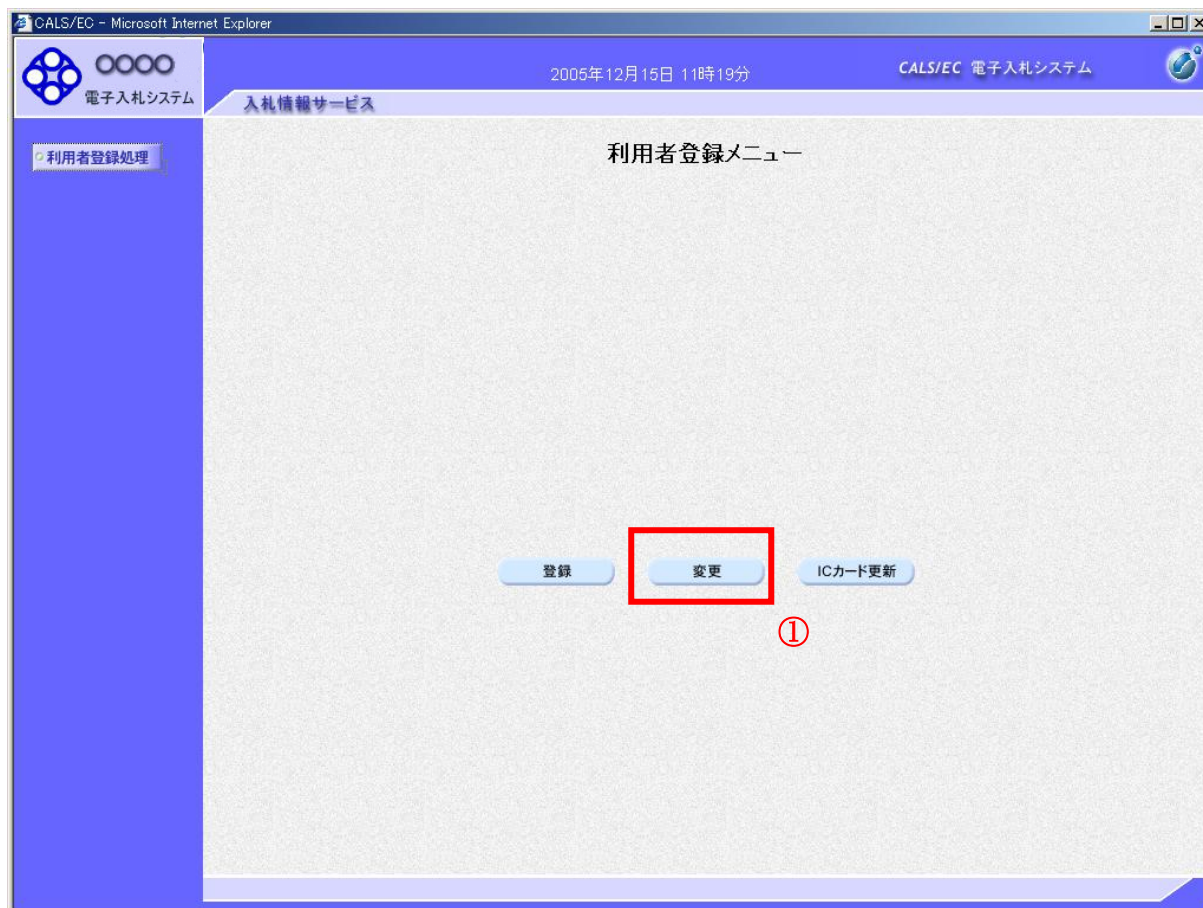 CALS/EC - Microsoft Internet Explorer
○○○○
電子入札システム
2005年12月15日 11時19分
CALS/EC 電子入札システム
入札情報サービス
利用者登録処理
利用者登録メニュー
登録
変更
ICカード更新
①